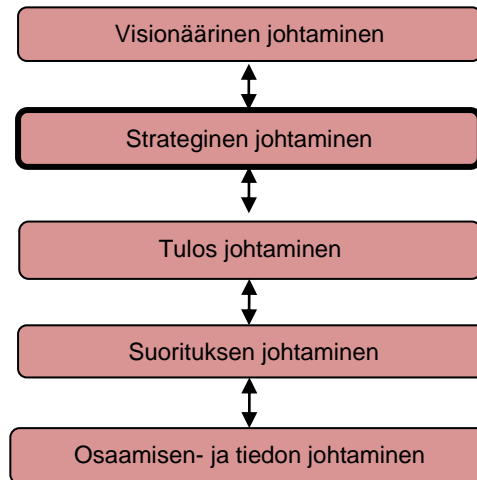 Visionäärinen johtaminen
Strateginen johtaminen
Tulos johtaminen
Suorituksen johtaminen
Osaamisen- ja tiedon johtaminen